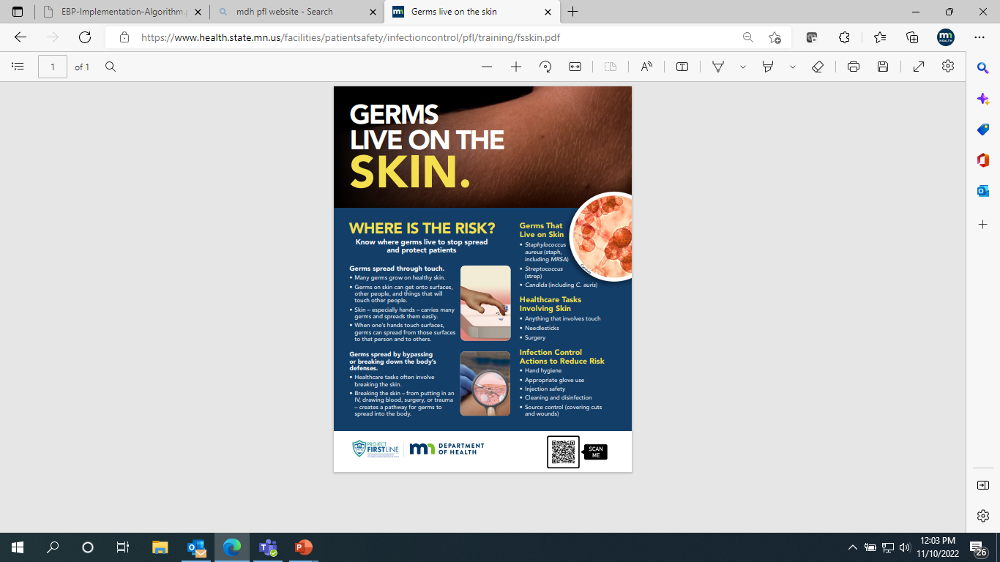 EBP-Implementation-Algorithm.p
mdh pfl website - Search
Germs live on the skin
https://www.health.state.mn.us/facilities/patientsafety/infectioncontrol/pfl/training/fsskin.pdf
1 of 1
GERMS
LIVE ON THE
SKIN.
WHERE IS THE RISK?
Know where germs live to stop spread
and protect patients
Germs spread through touch.
• Many germs grow on healthy skin.
• Germs on skin can get onto surfaces,
other people, and things that will
touch other people.
• Skin – especially hands – carries many
germs and spreads them easily.
• When one's hands touch surfaces,
germs can spread from those surfaces
to that person and to others.
Germs spread by bypassing
or breaking down the body's
defenses.
• Healthcare tasks often involve
breaking the skin.
• Breaking the skin – from putting in an
IV, drawing blood, surgery, or trauma
– creates a pathway for germs to
spread into the body.
Germs That
Live on Skin
• Staphylococcus
aureus (staph,
including MRSA)
• Streptococcus
(strep)
• Candida (including C. auris)
Candida
Healthcare Tasks
Involving Skin
• Anything that involves touch
• Needlesticks
• Surgery
Infection Control
Actions to Reduce Risk
• Hand hygiene
• Appropriate glove use
• Injection safety
• Cleaning and disinfection
• Source control (covering cuts
and wounds)
PROJECT
FIRSTLINE
mn DEPARTMENT
OF HEALTH
SCAN
ME
12:03 PM
11/10/2022
26